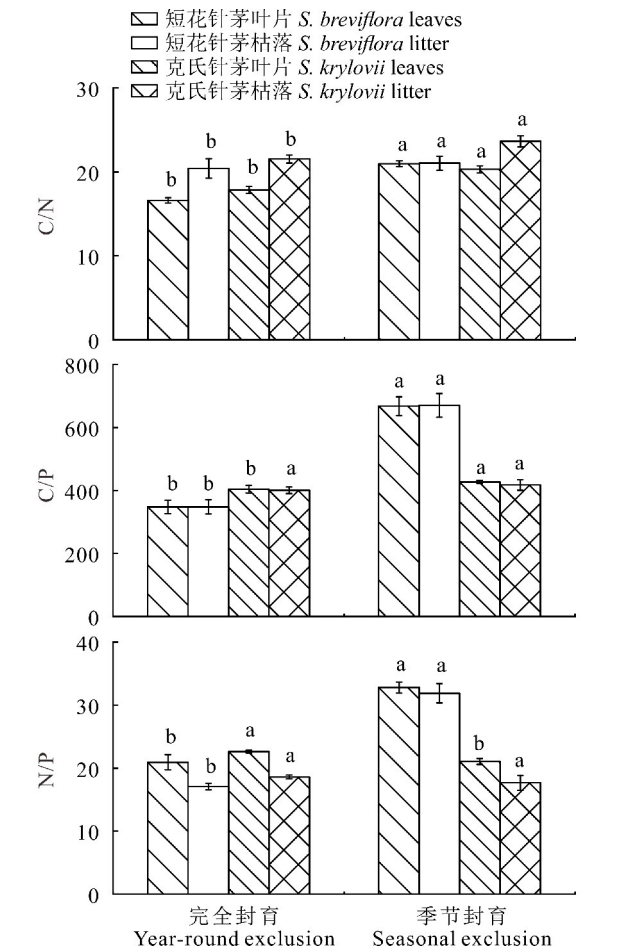 短花针茅叶片 S. breviflora leaves
短花针茅枯落 S. breviflora litter
克氏针茅叶片 S. krylovii leaves
克氏针茅枯落 S. krylovii litter
C/N
30
20
10
0
b b b b
a a a a
C/P
800
600
400
200
0
b b b a
a a a a
N/P
40
30
20
10
0
b b a a
a a b a
完全封育 季节封育
Year-round exclusion Seasonal exclusion